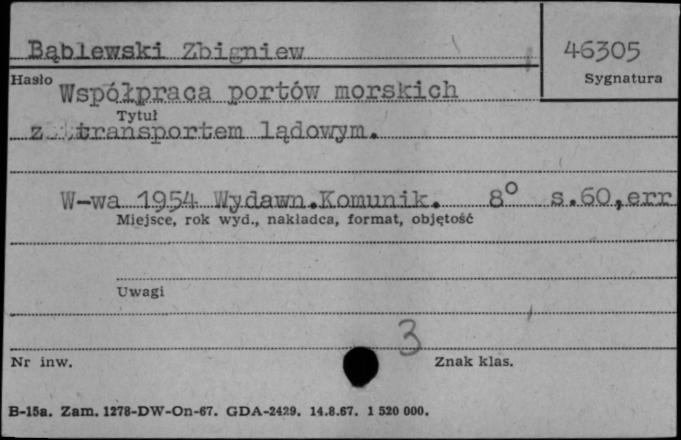 Bąblewski Zbigniew
46305
Hasło
Sygnatura
Współpraca portów morskich
Tytuł
z transportem lądowym.
W-wa 1954 Wydawn.Komunik. 8° s.60,err
Miejsce, rok wyd., nakładca, format, objętość
Uwagi
3
Nr inw.
Znak klas.
B-15a. Zam. 1278-DW-On-67. GDA-2429. 14.8.67. 1 520 000.